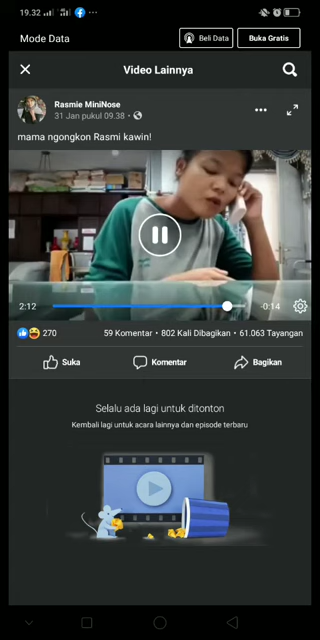 19.32
Mode Data
Beli Data
Buka Gratis
Video Lainnya
Rasmie MiniNose
31 Jan pukul 09.38 •
mama ngongkon Rasmi kawin!
2:12
-0:14
270
59 Komentar • 802 Kali Dibagikan • 61.063 Tayangan
Suka
Komentar
Bagikan
Selalu ada lagi untuk ditonton
Kembali lagi untuk acara lainnya dan episode terbaru